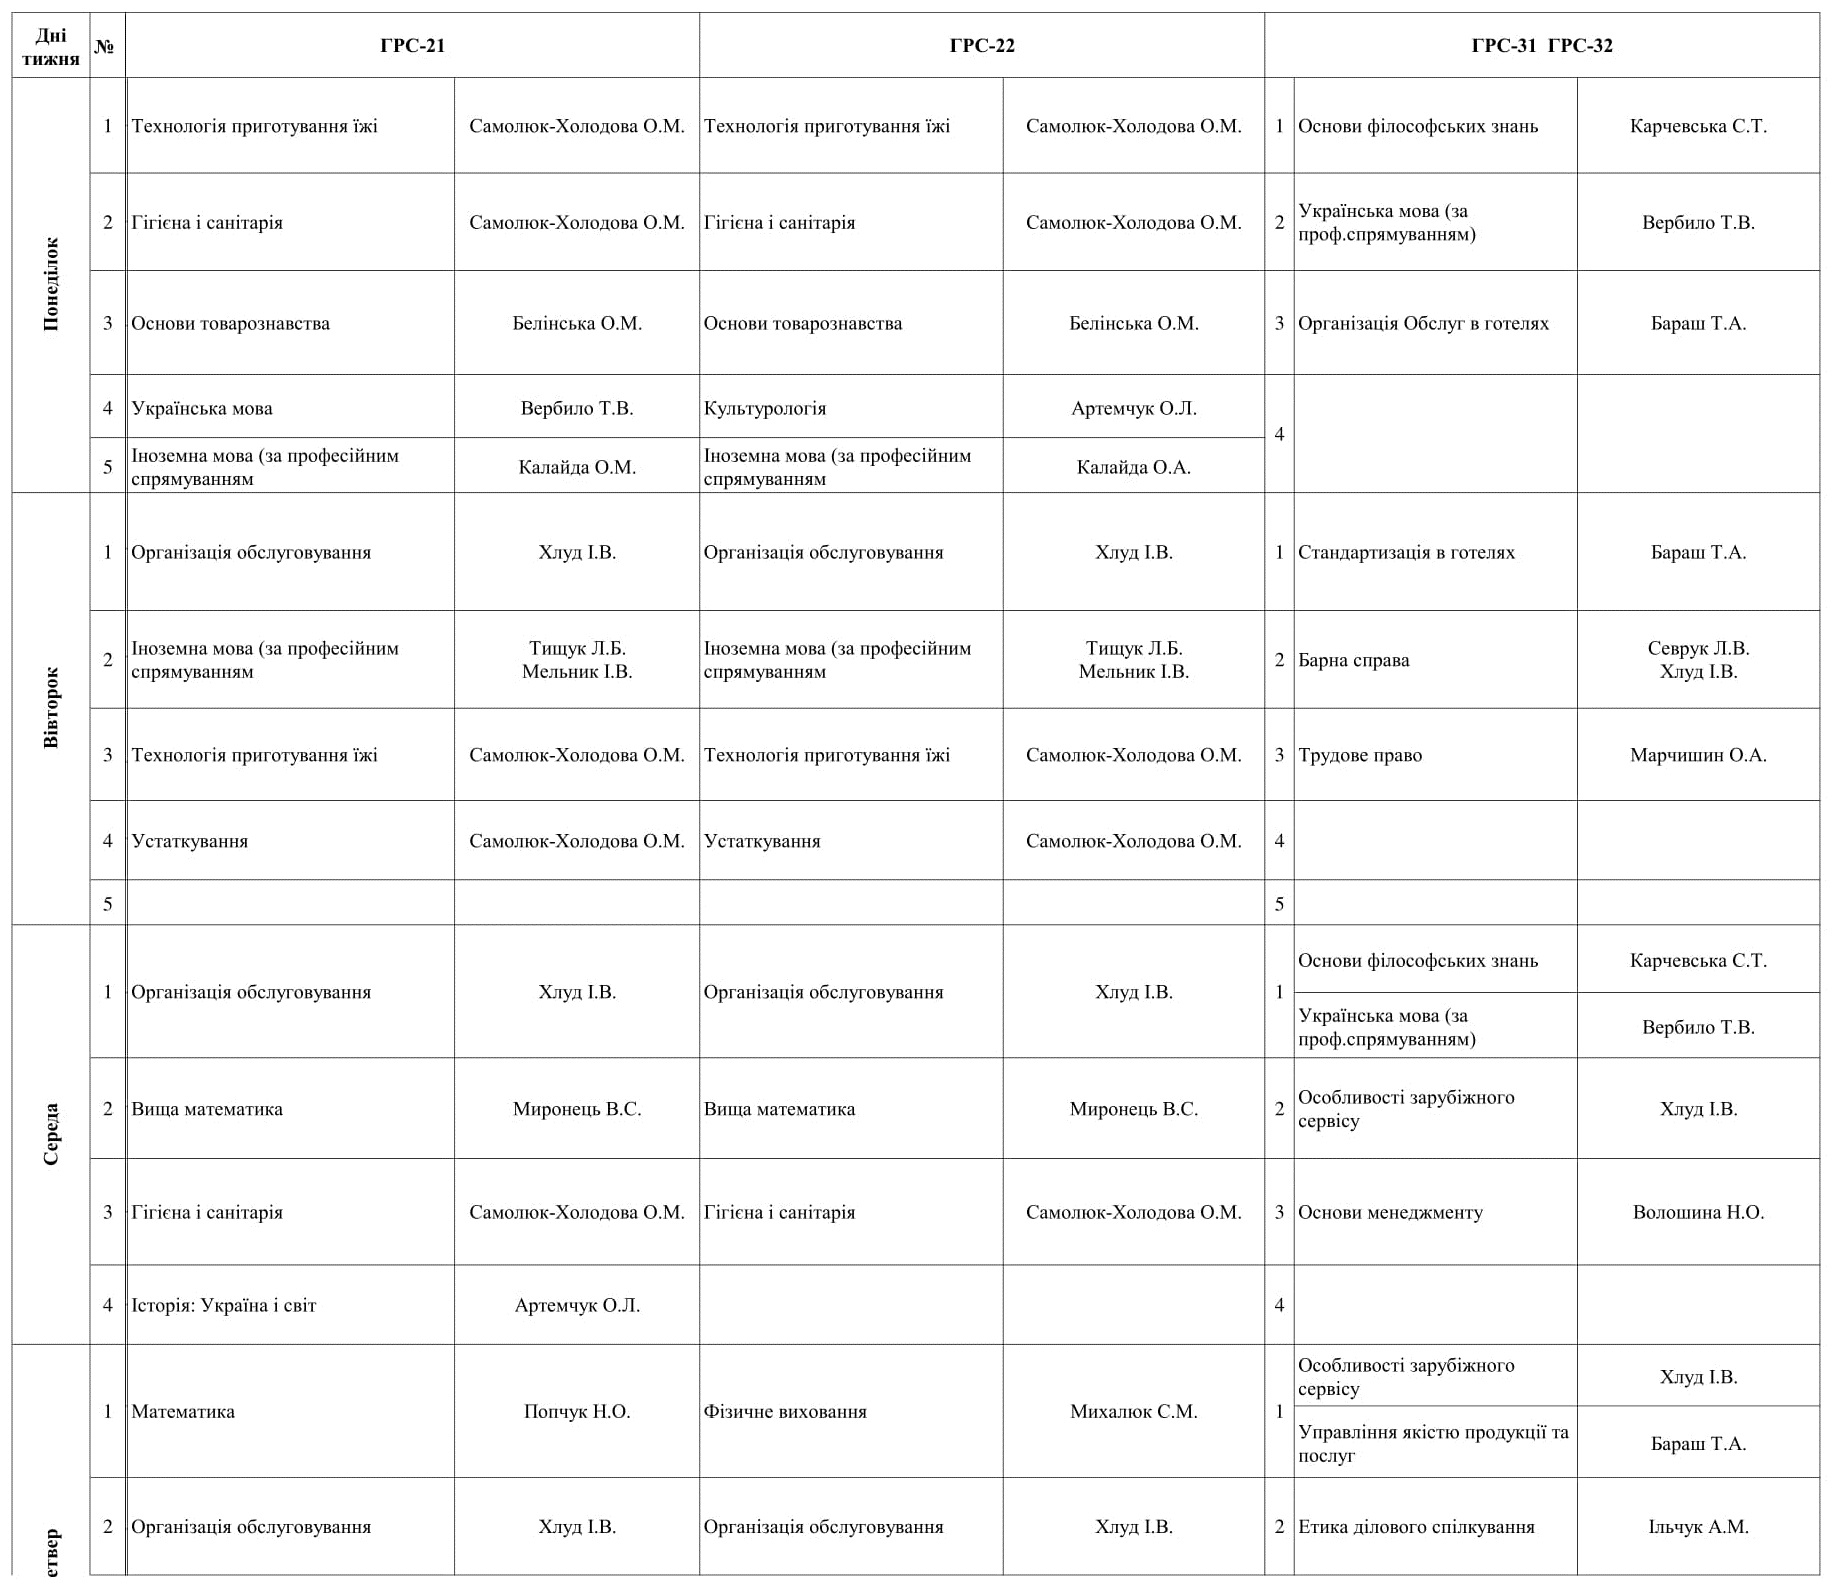 Дні
тижня
№
ГРС-21
ГРС-22
ГРС-31 ГРС-32
Понеділок
1 Технологія приготування їжі Самолюк-Холодова О.М. Технологія приготування їжі Самолюк-Холодова О.М. 1 Основи філософських знань Карчевська С.Т.
2 Гігієна і санітарія Самолюк-Холодова О.М. Гігієна і санітарія Самолюк-Холодова О.М. 2 Українська мова (за
проф.спрямуванням) Вербило Т.В.
3 Основи товарознавства Белінська О.М. Основи товарознавства Белінська О.М. 3 Організація Обслуг в готелях Бараш Т.А.
4 Українська мова Вербило Т.В. Культурологія Артемчук О.Л. 4
5 Іноземна мова (за професійним
спрямуванням Калайда О.М. Іноземна мова (за професійним
спрямуванням Калайда О.А.
Вівторок
1 Організація обслуговування Хлуд І.В. Організація обслуговування Хлуд І.В. 1 Стандартизація в готелях Бараш Т.А.
2 Іноземна мова (за професійним
спрямуванням Тищук Л.Б.
Мельник І.В. Іноземна мова (за професійним
спрямуванням Тищук Л.Б.
Мельник І.В. 2 Барна справа Севрук Л.В.
Хлуд І.В.
3 Технологія приготування їжі Самолюк-Холодова О.М. Технологія приготування їжі Самолюк-Холодова О.М. 3 Трудове право Марчишин О.А.
4 Устаткування Самолюк-Холодова О.М. Устаткування Самолюк-Холодова О.М. 4
5 5
Середа
1 Організація обслуговування Хлуд І.В. Організація обслуговування Хлуд І.В. 1 Основи філософських знань Карчевська С.Т.
Українська мова (за
проф.спрямуванням) Вербило Т.В.
2 Вища математика Миронець В.С. Вища математика Миронець В.С. 2 Особливості зарубіжного
сервісу Хлуд І.В.
3 Гігієна і санітарія Самолюк-Холодова О.М. Гігієна і санітарія Самолюк-Холодова О.М. 3 Основи менеджменту Волошина Н.О.
4 Історія: Україна і світ Артемчук О.Л. 4
етвер
1 Математика Попчук Н.О. Фізичне виховання Михалюк С.М. 1 Особливості зарубіжного
сервісу Хлуд І.В.
Управління якістю продукції та
послуг Бараш Т.А.
2 Організація обслуговування Хлуд І.В. Організація обслуговування Хлуд І.В. 2 Етика ділового спілкування Ільчук А.М.